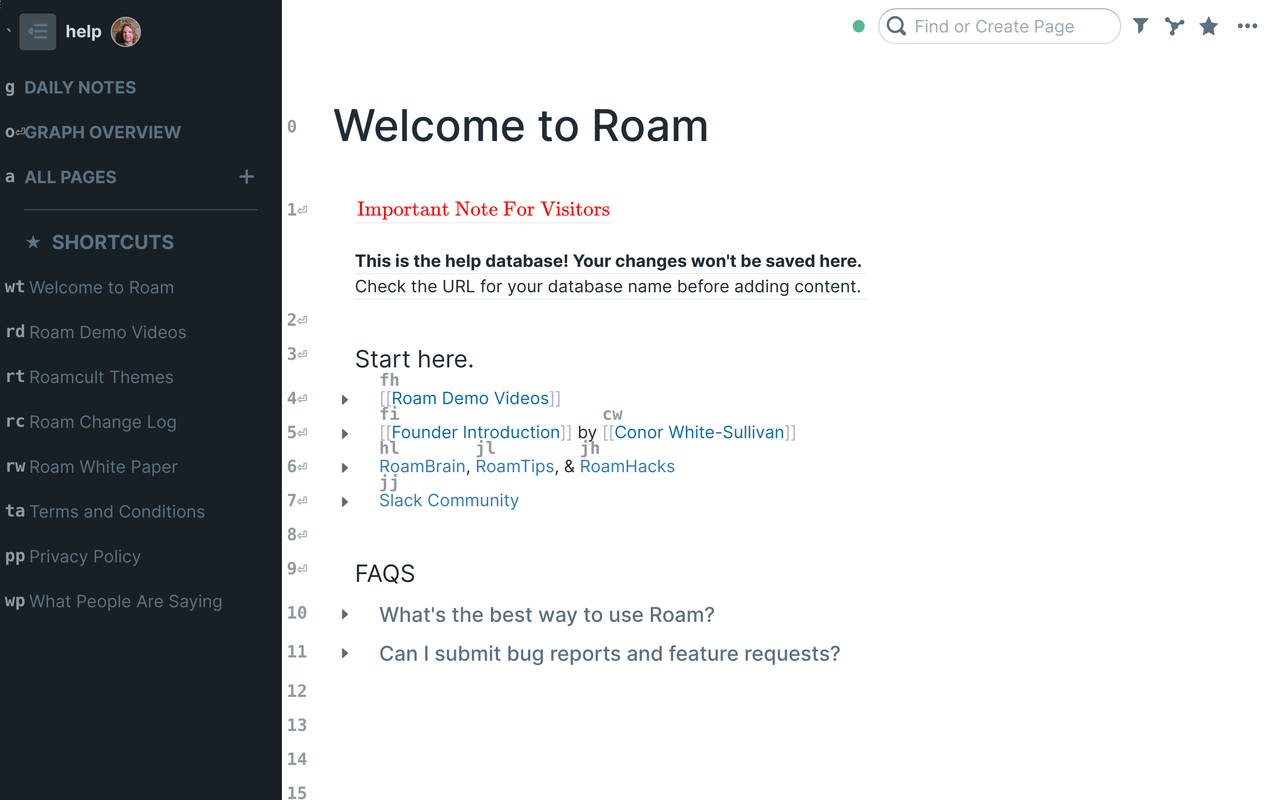 ` help
Find or Create Page
g DAILY NOTES
o⏎GRAPH OVERVIEW
a ALL PAGES +
★ SHORTCUTS
wt Welcome to Roam
rd Roam Demo Videos
rt Roamcult Themes
rc Roam Change Log
rw Roam White Paper
ta Terms and Conditions
pp Privacy Policy
wp What People Are Saying
0 Welcome to Roam
1⏎ Important Note For Visitors
This is the help database! Your changes won't be saved here.
Check the URL for your database name before adding content.
2⏎
3⏎ Start here.
fh
4⏎ [[Roam Demo Videos]]
fi cw
5⏎ [[Founder Introduction]] by [[Conor White-Sullivan]]
hl jl jh
6⏎ RoamBrain, RoamTips, & RoamHacks
jj
7⏎ Slack Community
8⏎
9⏎ FAQS
10 What's the best way to use Roam?
11 Can I submit bug reports and feature requests?
12
13
14
15